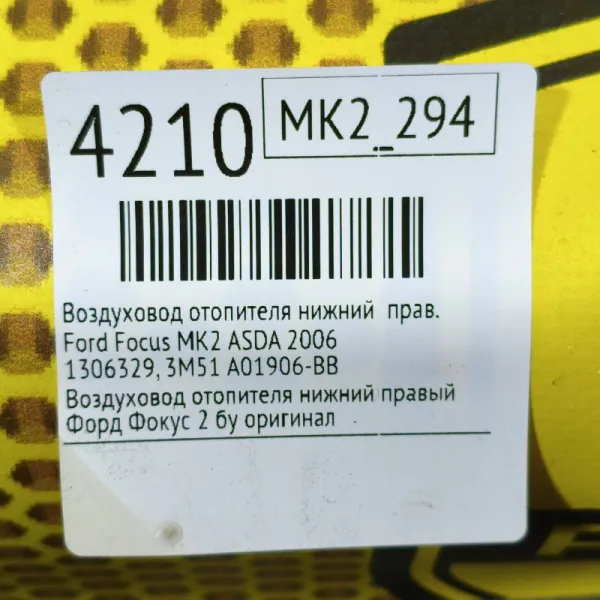 4210
MK2_294
Воздуховод отопителя нижний прав.
Ford Focus MK2 ASDA 2006
1306329, 3M51 A01906-BB
Воздуховод отопителя нижний правый
Форд Фокус 2 бу оригинал